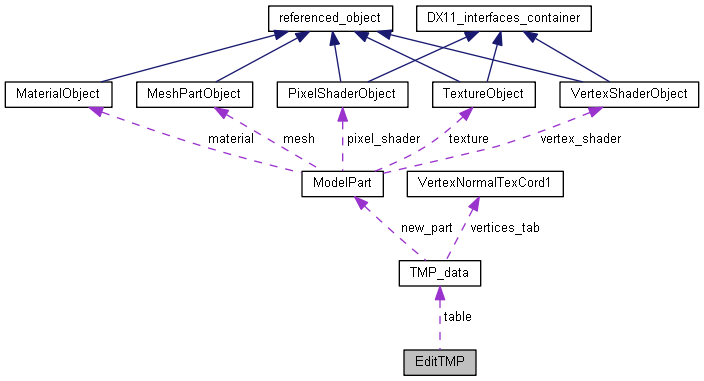 referenced_object
DX11_interfaces_container
MaterialObject
MeshPartObject
PixelShaderObject
TextureObject
VertexShaderObject
material
mesh
pixel_shader
texture
vertex_shader
ModelPart
VertexNormalTexCord1
new_part
vertices_tab
TMP_data
table
EditTMP